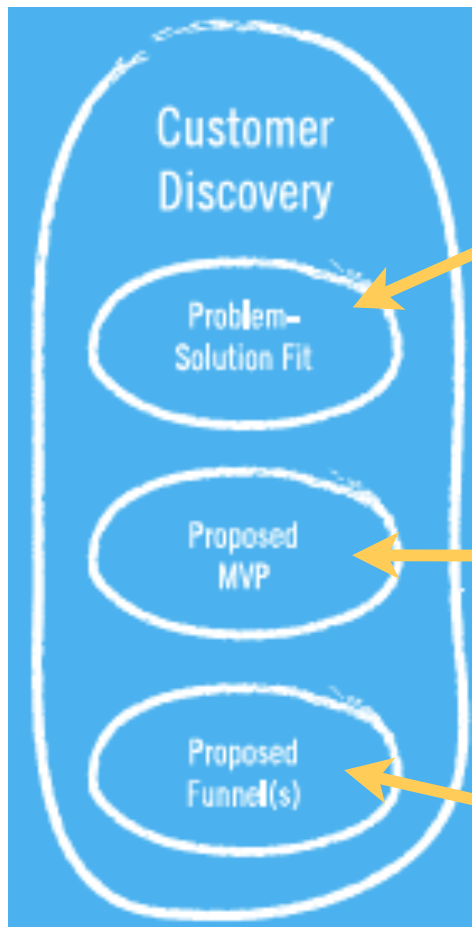 Customer
Discovery
Problem–
Solution Fit
Proposed
MVP
Proposed
Funnel(s)